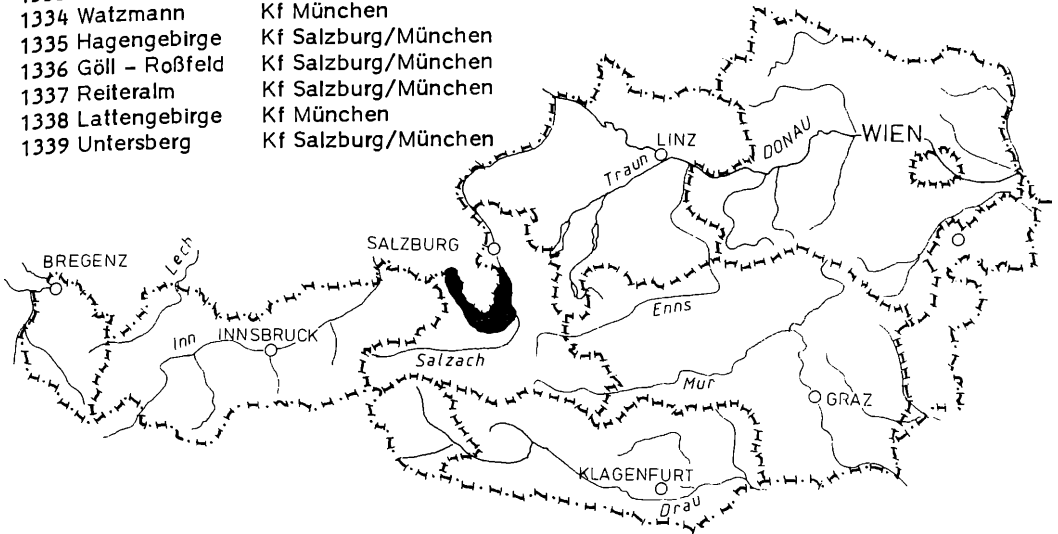 1334 Watzmann Kf München
1335 Hagengebirge Kf Salzburg/München
1336 Göll – Roßfeld Kf Salzburg/München
1337 Reiteralm Kf Salzburg/München
1338 Lattengebirge Kf München
1339 Untersberg Kf Salzburg/München
LINZ
DONAU
WIEN
Traun
SALZBURG
BREGENZ
Lech
Enns
Inn
INNSBRUCK
Salzach
Mur
GRAZ
KLAGENFURT
Drau